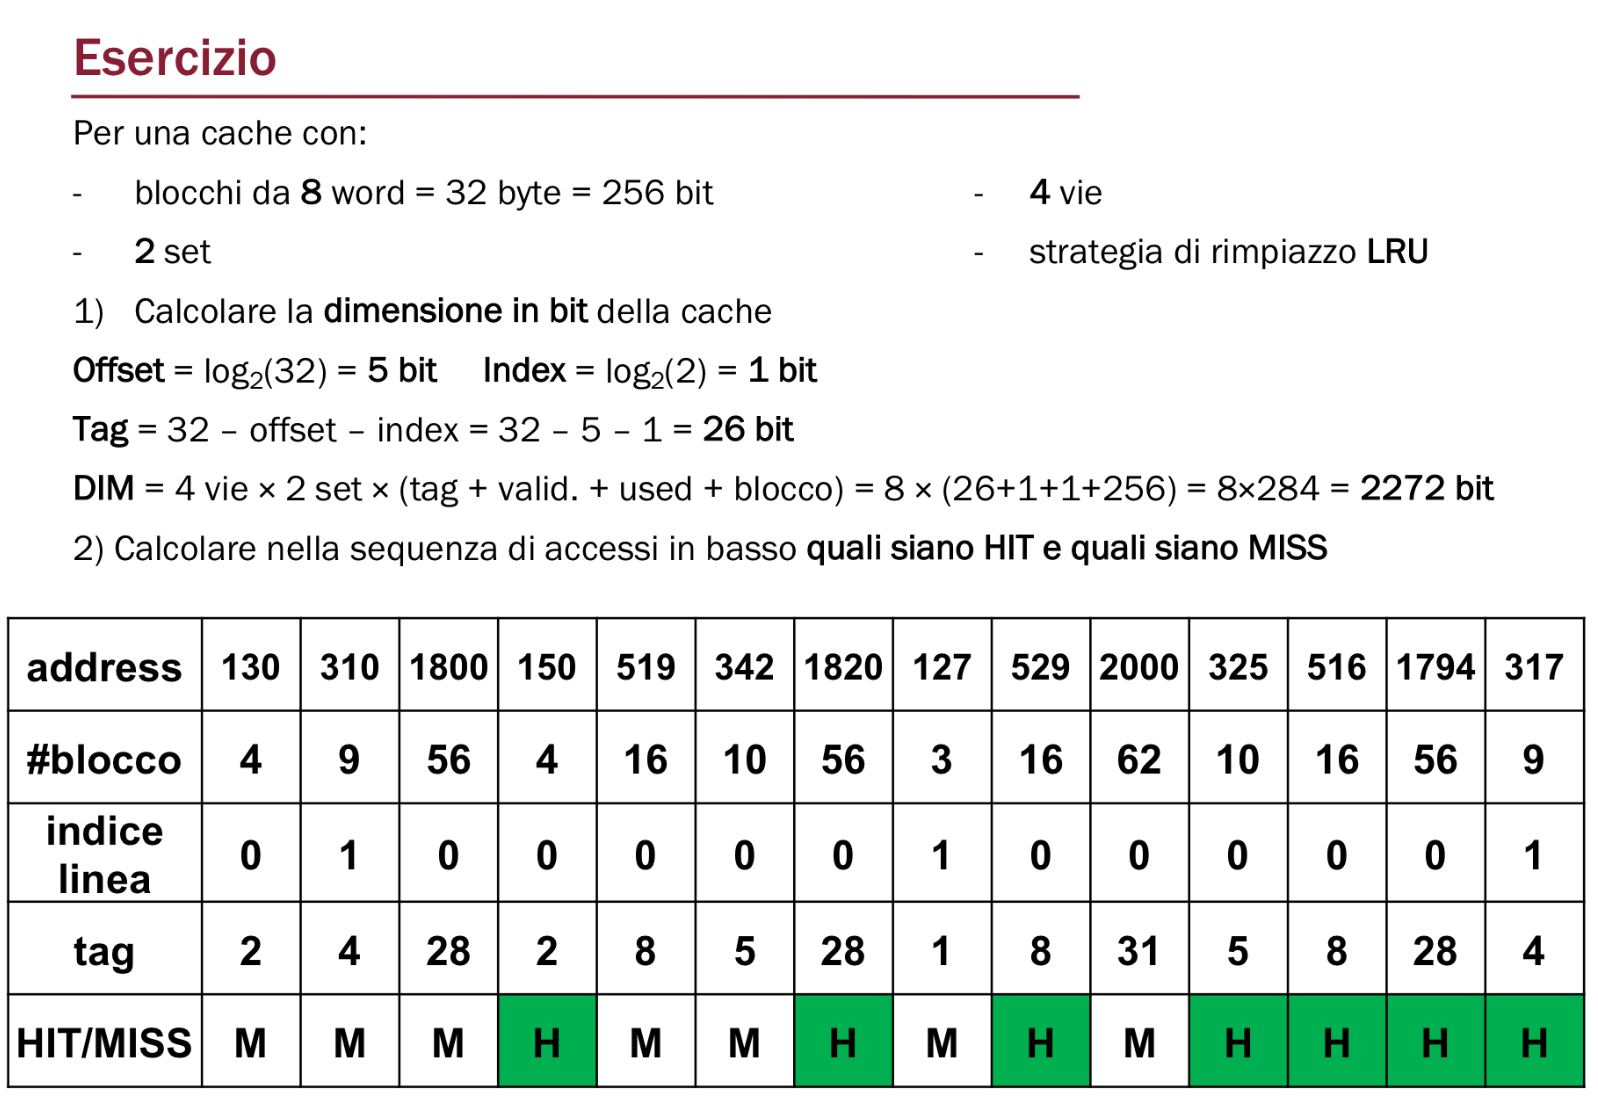 Esercizio
Per una cache con:
- blocchi da 8 word = 32 byte = 256 bit
- 4 vie
- 2 set
- strategia di rimpiazzo LRU
1) Calcolare la dimensione in bit della cache
Offset = log₂(32) = 5 bit Index = log₂(2) = 1 bit
Tag = 32 – offset – index = 32 – 5 – 1 = 26 bit
DIM = 4 vie × 2 set × (tag + valid. + used + blocco) = 8 × (26+1+1+256) = 8×284 = 2272 bit
2) Calcolare nella sequenza di accessi in basso quali siano HIT e quali siano MISS
address 130 310 1800 150 519 342 1820 127 529 2000 325 516 1794 317
#blocco 4 9 56 4 16 10 56 3 16 62 10 16 56 9
indice linea 0 1 0 0 0 0 0 1 0 0 0 0 0 1
tag 2 4 28 2 8 5 28 1 8 31 5 8 28 4
HIT/MISS M M M H M M H M H M H H H H